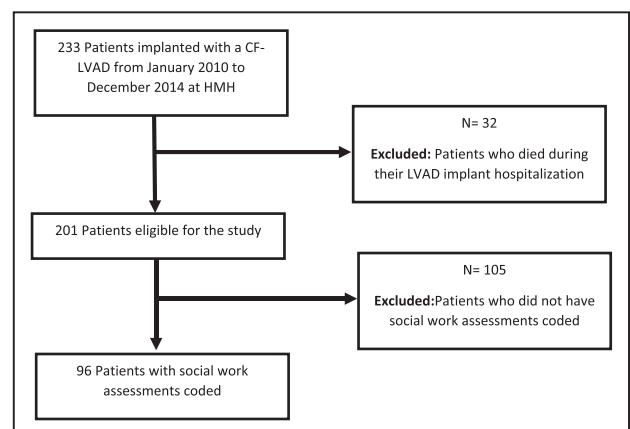 233 Patients implanted with a CF-
LVAD from January 2010 to
December 2014 at HMH
N= 32
Excluded: Patients who died during
their LVAD implant hospitalization
201 Patients eligible for the study
N= 105
Excluded:Patients who did not have
social work assessments coded
96 Patients with social work
assessments coded